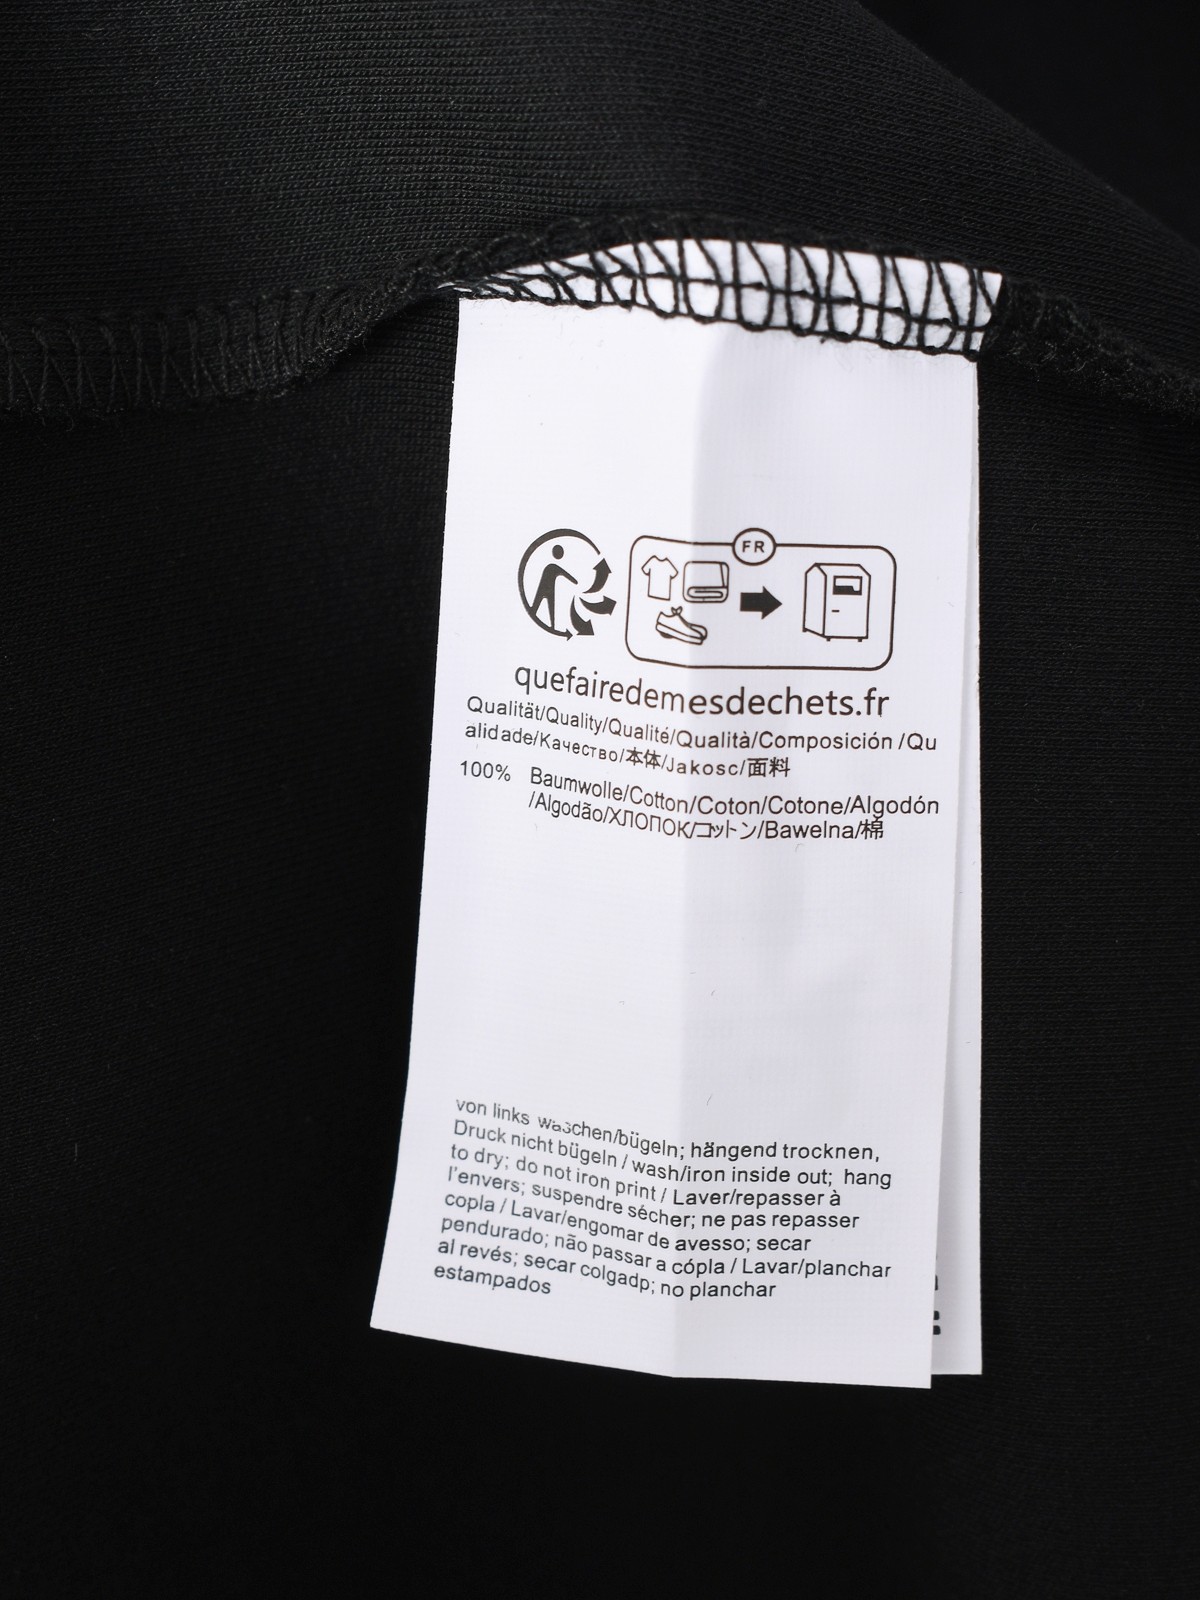 FR
quefairedemesdechets.fr
Qualität/Quality/Qualité/Qualità/Composición /Qu
alidade/Качество/本体/Jakosc/面料
100% Baumwolle/Cotton/Coton/Cotone/Algodón
/Algodão/ХЛОПОК/コットン/Bawelna/棉
von links waschen/bügeln; hängend trocknen,
Druck nicht bügeln / wash/iron inside out; hang
to dry; do not iron print / Laver/repasser à
l'envers; suspendre sécher; ne pas repasser
copla / Lavar/engomar de avesso; secar
pendurado; não passar a cópla / Lavar/planchar
al revés; secar colgadp; no planchar
estampados